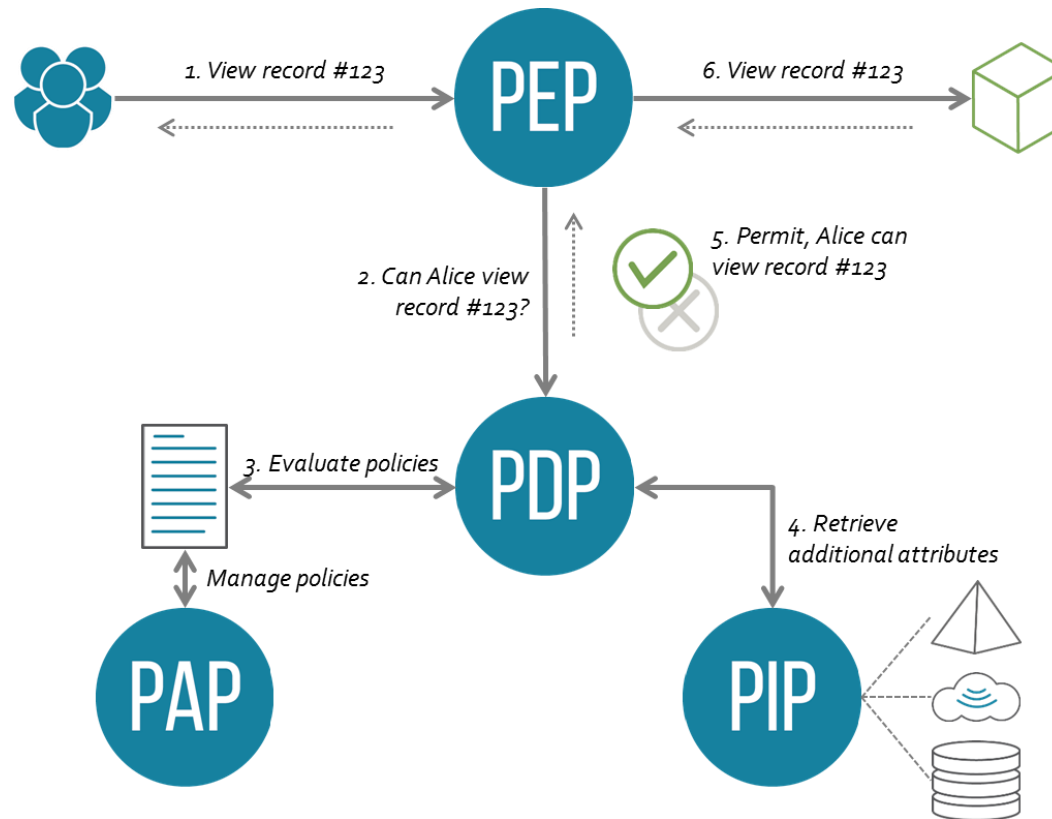 1. View record #123
PEP
6. View record #123
2. Can Alice view
record #123?
5. Permit, Alice can
view record #123
3. Evaluate policies
PDP
4. Retrieve
additional attributes
Manage policies
PAP
PIP